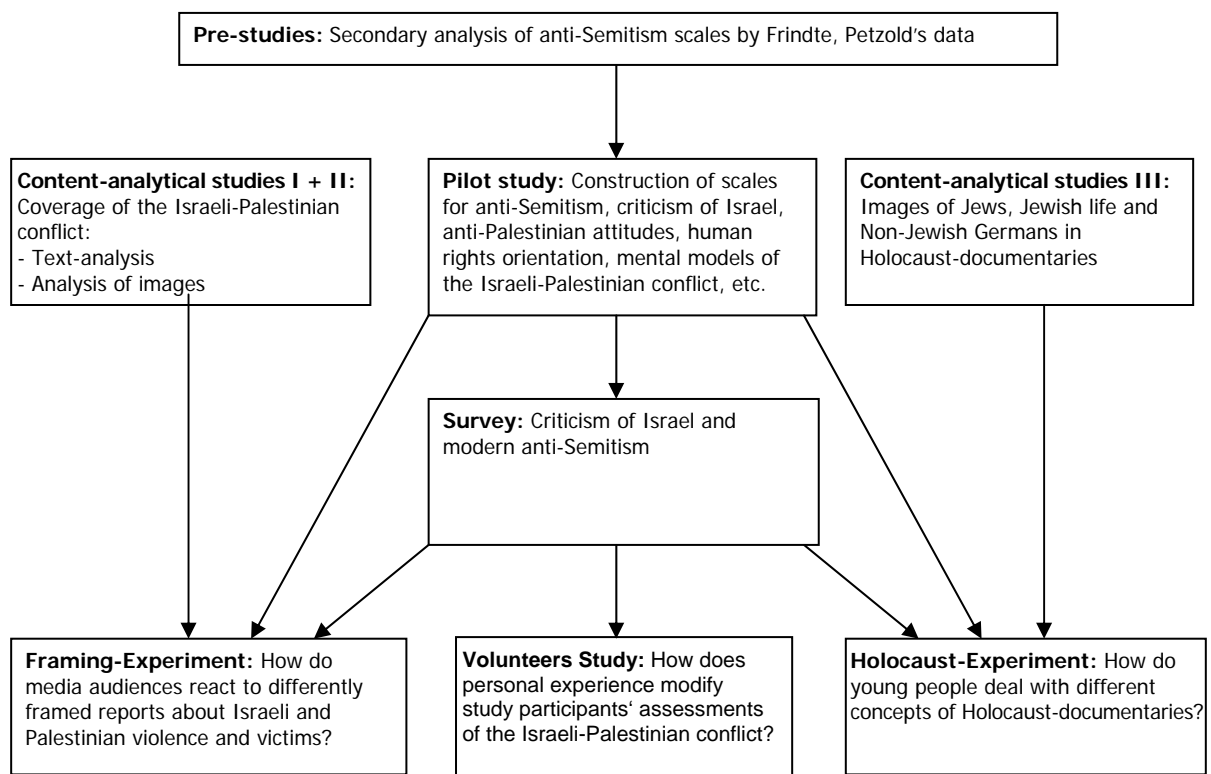 Pre-studies: Secondary analysis of anti-Semitism scales by Frindte, Petzold's data
Content-analytical studies I + II:
Coverage of the Israeli-Palestinian
conflict:
- Text-analysis
- Analysis of images
Pilot study: Construction of scales
for anti-Semitism, criticism of Israel,
anti-Palestinian attitudes, human
rights orientation, mental models of
the Israeli-Palestinian conflict, etc.
Content-analytical studies III:
Images of Jews, Jewish life and
Non-Jewish Germans in
Holocaust-documentaries
Survey: Criticism of Israel and
modern anti-Semitism
Framing-Experiment: How do
media audiences react to differently
framed reports about Israeli and
Palestinian violence and victims?
Volunteers Study: How does
personal experience modify
study participants‘ assessments
of the Israeli-Palestinian conflict?
Holocaust-Experiment: How do
young people deal with different
concepts of Holocaust-documentaries?